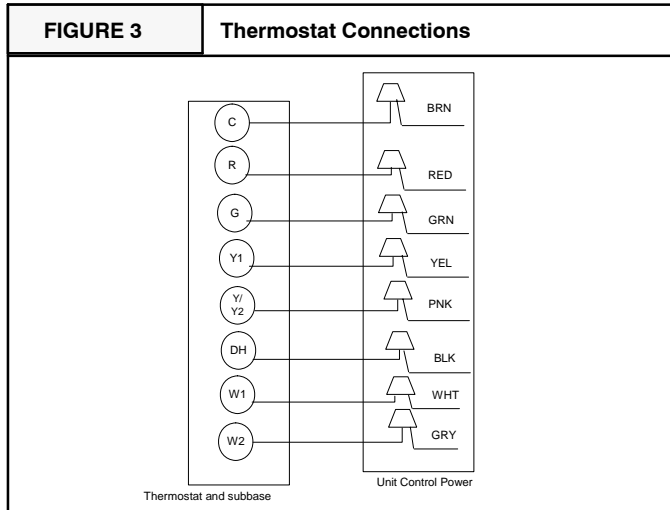 FIGURE 3
Thermostat Connections
C
BRN
R
RED
G
GRN
Y1
YEL
Y/
Y2
PNK
DH
BLK
W1
WHT
W2
GRY
Thermostat and subbase
Unit Control Power